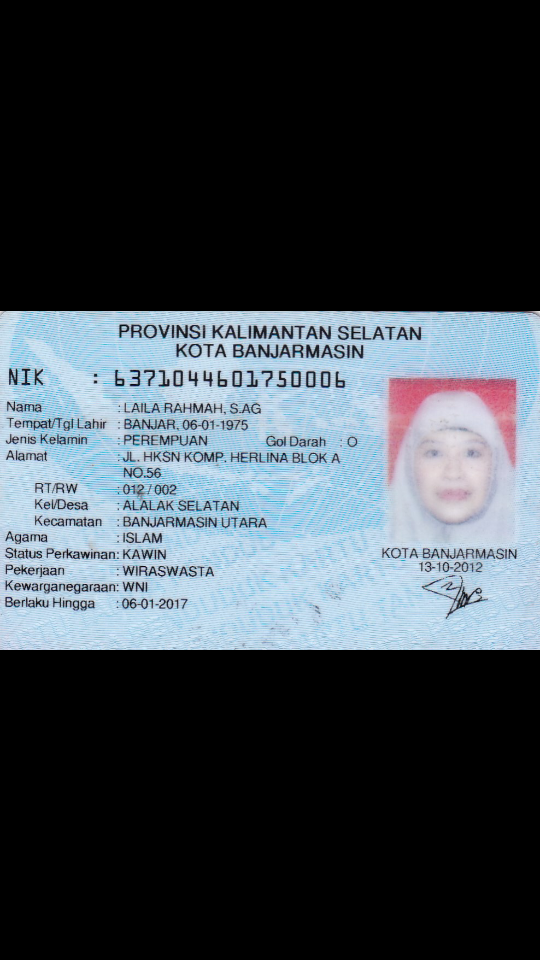 PROVINSI KALIMANTAN SELATAN
KOTA BANJARMASIN
NIK : 6371044601750006
Nama : LAILA RAHMAH, S.AG
Tempat/Tgl Lahir : BANJAR, 06-01-1975
Jenis Kelamin : PEREMPUAN Gol Darah : O
Alamat : JL. HKSN KOMP. HERLINA BLOK A
NO.56
RT/RW : 012 / 002
Kel/Desa : ALALAK SELATAN
Kecamatan : BANJARMASIN UTARA
Agama : ISLAM
Status Perkawinan: KAWIN
Pekerjaan : WIRASWASTA
Kewarganegaraan: WNI
Berlaku Hingga : 06-01-2017
KOTA BANJARMASIN
13-10-2012